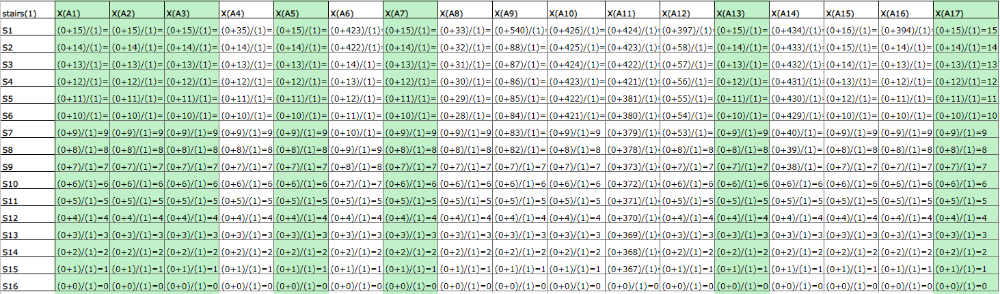 stairs(1) X(A1) X(A2) X(A3) X(A4) X(A5) X(A6) X(A7) X(A8) X(A9) X(A10) X(A11) X(A12) X(A13) X(A14) X(A15) X(A16) X(A17)
S1 (0+15)/(1)= (0+15)/(1)= (0+15)/(1)= (0+35)/(1)= (0+15)/(1)= (0+423)/(1)= (0+15)/(1)= (0+33)/(1)= (0+540)/(1)= (0+426)/(1)= (0+424)/(1)= (0+397)/(1)= (0+15)/(1)= (0+434)/(1)= (0+16)/(1)= (0+394)/(1)= (0+15)/(1)=15
S2 (0+14)/(1)= (0+14)/(1)= (0+14)/(1)= (0+14)/(1)= (0+14)/(1)= (0+422)/(1)= (0+14)/(1)= (0+32)/(1)= (0+88)/(1)= (0+425)/(1)= (0+423)/(1)= (0+58)/(1)= (0+14)/(1)= (0+433)/(1)= (0+15)/(1)= (0+14)/(1)= (0+14)/(1)=14
S3 (0+13)/(1)= (0+13)/(1)= (0+13)/(1)= (0+13)/(1)= (0+13)/(1)= (0+14)/(1)= (0+13)/(1)= (0+31)/(1)= (0+87)/(1)= (0+424)/(1)= (0+422)/(1)= (0+57)/(1)= (0+13)/(1)= (0+432)/(1)= (0+14)/(1)= (0+13)/(1)= (0+13)/(1)=13
S4 (0+12)/(1)= (0+12)/(1)= (0+12)/(1)= (0+12)/(1)= (0+12)/(1)= (0+13)/(1)= (0+12)/(1)= (0+30)/(1)= (0+86)/(1)= (0+423)/(1)= (0+421)/(1)= (0+56)/(1)= (0+12)/(1)= (0+431)/(1)= (0+13)/(1)= (0+12)/(1)= (0+12)/(1)=12
S5 (0+11)/(1)= (0+11)/(1)= (0+11)/(1)= (0+11)/(1)= (0+11)/(1)= (0+12)/(1)= (0+11)/(1)= (0+29)/(1)= (0+85)/(1)= (0+422)/(1)= (0+381)/(1)= (0+55)/(1)= (0+11)/(1)= (0+430)/(1)= (0+12)/(1)= (0+11)/(1)= (0+11)/(1)=11
S6 (0+10)/(1)= (0+10)/(1)= (0+10)/(1)= (0+10)/(1)= (0+10)/(1)= (0+11)/(1)= (0+10)/(1)= (0+28)/(1)= (0+84)/(1)= (0+421)/(1)= (0+380)/(1)= (0+54)/(1)= (0+10)/(1)= (0+429)/(1)= (0+10)/(1)= (0+10)/(1)= (0+10)/(1)=10
S7 (0+9)/(1)=9 (0+9)/(1)=9 (0+9)/(1)=9 (0+9)/(1)=9 (0+9)/(1)=9 (0+10)/(1)= (0+9)/(1)=9 (0+9)/(1)=9 (0+83)/(1)= (0+9)/(1)=9 (0+379)/(1)= (0+53)/(1)= (0+9)/(1)=9 (0+40)/(1)= (0+9)/(1)=9 (0+9)/(1)=9 (0+9)/(1)=9
S8 (0+8)/(1)=8 (0+8)/(1)=8 (0+8)/(1)=8 (0+8)/(1)=8 (0+8)/(1)=8 (0+9)/(1)=9 (0+8)/(1)=8 (0+8)/(1)=8 (0+82)/(1)= (0+8)/(1)=8 (0+378)/(1)= (0+8)/(1)=8 (0+8)/(1)=8 (0+39)/(1)= (0+8)/(1)=8 (0+8)/(1)=8 (0+8)/(1)=8
S9 (0+7)/(1)=7 (0+7)/(1)=7 (0+7)/(1)=7 (0+7)/(1)=7 (0+7)/(1)=7 (0+8)/(1)=8 (0+7)/(1)=7 (0+7)/(1)=7 (0+7)/(1)=7 (0+7)/(1)=7 (0+373)/(1)= (0+7)/(1)=7 (0+7)/(1)=7 (0+38)/(1)= (0+7)/(1)=7 (0+7)/(1)=7 (0+7)/(1)=7
S10 (0+6)/(1)=6 (0+6)/(1)=6 (0+6)/(1)=6 (0+6)/(1)=6 (0+6)/(1)=6 (0+7)/(1)=7 (0+6)/(1)=6 (0+6)/(1)=6 (0+6)/(1)=6 (0+6)/(1)=6 (0+372)/(1)= (0+6)/(1)=6 (0+6)/(1)=6 (0+6)/(1)=6 (0+6)/(1)=6 (0+6)/(1)=6 (0+6)/(1)=6
S11 (0+5)/(1)=5 (0+5)/(1)=5 (0+5)/(1)=5 (0+5)/(1)=5 (0+5)/(1)=5 (0+5)/(1)=5 (0+5)/(1)=5 (0+5)/(1)=5 (0+5)/(1)=5 (0+5)/(1)=5 (0+371)/(1)= (0+5)/(1)=5 (0+5)/(1)=5 (0+5)/(1)=5 (0+5)/(1)=5 (0+5)/(1)=5 (0+5)/(1)=5
S12 (0+4)/(1)=4 (0+4)/(1)=4 (0+4)/(1)=4 (0+4)/(1)=4 (0+4)/(1)=4 (0+4)/(1)=4 (0+4)/(1)=4 (0+4)/(1)=4 (0+4)/(1)=4 (0+4)/(1)=4 (0+370)/(1)= (0+4)/(1)=4 (0+4)/(1)=4 (0+4)/(1)=4 (0+4)/(1)=4 (0+4)/(1)=4 (0+4)/(1)=4
S13 (0+3)/(1)=3 (0+3)/(1)=3 (0+3)/(1)=3 (0+3)/(1)=3 (0+3)/(1)=3 (0+3)/(1)=3 (0+3)/(1)=3 (0+3)/(1)=3 (0+3)/(1)=3 (0+3)/(1)=3 (0+369)/(1)= (0+3)/(1)=3 (0+3)/(1)=3 (0+3)/(1)=3 (0+3)/(1)=3 (0+3)/(1)=3 (0+3)/(1)=3
S14 (0+2)/(1)=2 (0+2)/(1)=2 (0+2)/(1)=2 (0+2)/(1)=2 (0+2)/(1)=2 (0+2)/(1)=2 (0+2)/(1)=2 (0+2)/(1)=2 (0+2)/(1)=2 (0+2)/(1)=2 (0+368)/(1)= (0+2)/(1)=2 (0+2)/(1)=2 (0+2)/(1)=2 (0+2)/(1)=2 (0+2)/(1)=2 (0+2)/(1)=2
S15 (0+1)/(1)=1 (0+1)/(1)=1 (0+1)/(1)=1 (0+1)/(1)=1 (0+1)/(1)=1 (0+1)/(1)=1 (0+1)/(1)=1 (0+1)/(1)=1 (0+1)/(1)=1 (0+1)/(1)=1 (0+367)/(1)= (0+1)/(1)=1 (0+1)/(1)=1 (0+1)/(1)=1 (0+1)/(1)=1 (0+1)/(1)=1 (0+1)/(1)=1
S16 (0+0)/(1)=0 (0+0)/(1)=0 (0+0)/(1)=0 (0+0)/(1)=0 (0+0)/(1)=0 (0+0)/(1)=0 (0+0)/(1)=0 (0+0)/(1)=0 (0+0)/(1)=0 (0+0)/(1)=0 (0+0)/(1)=0 (0+0)/(1)=0 (0+0)/(1)=0 (0+0)/(1)=0 (0+0)/(1)=0 (0+0)/(1)=0 (0+0)/(1)=0